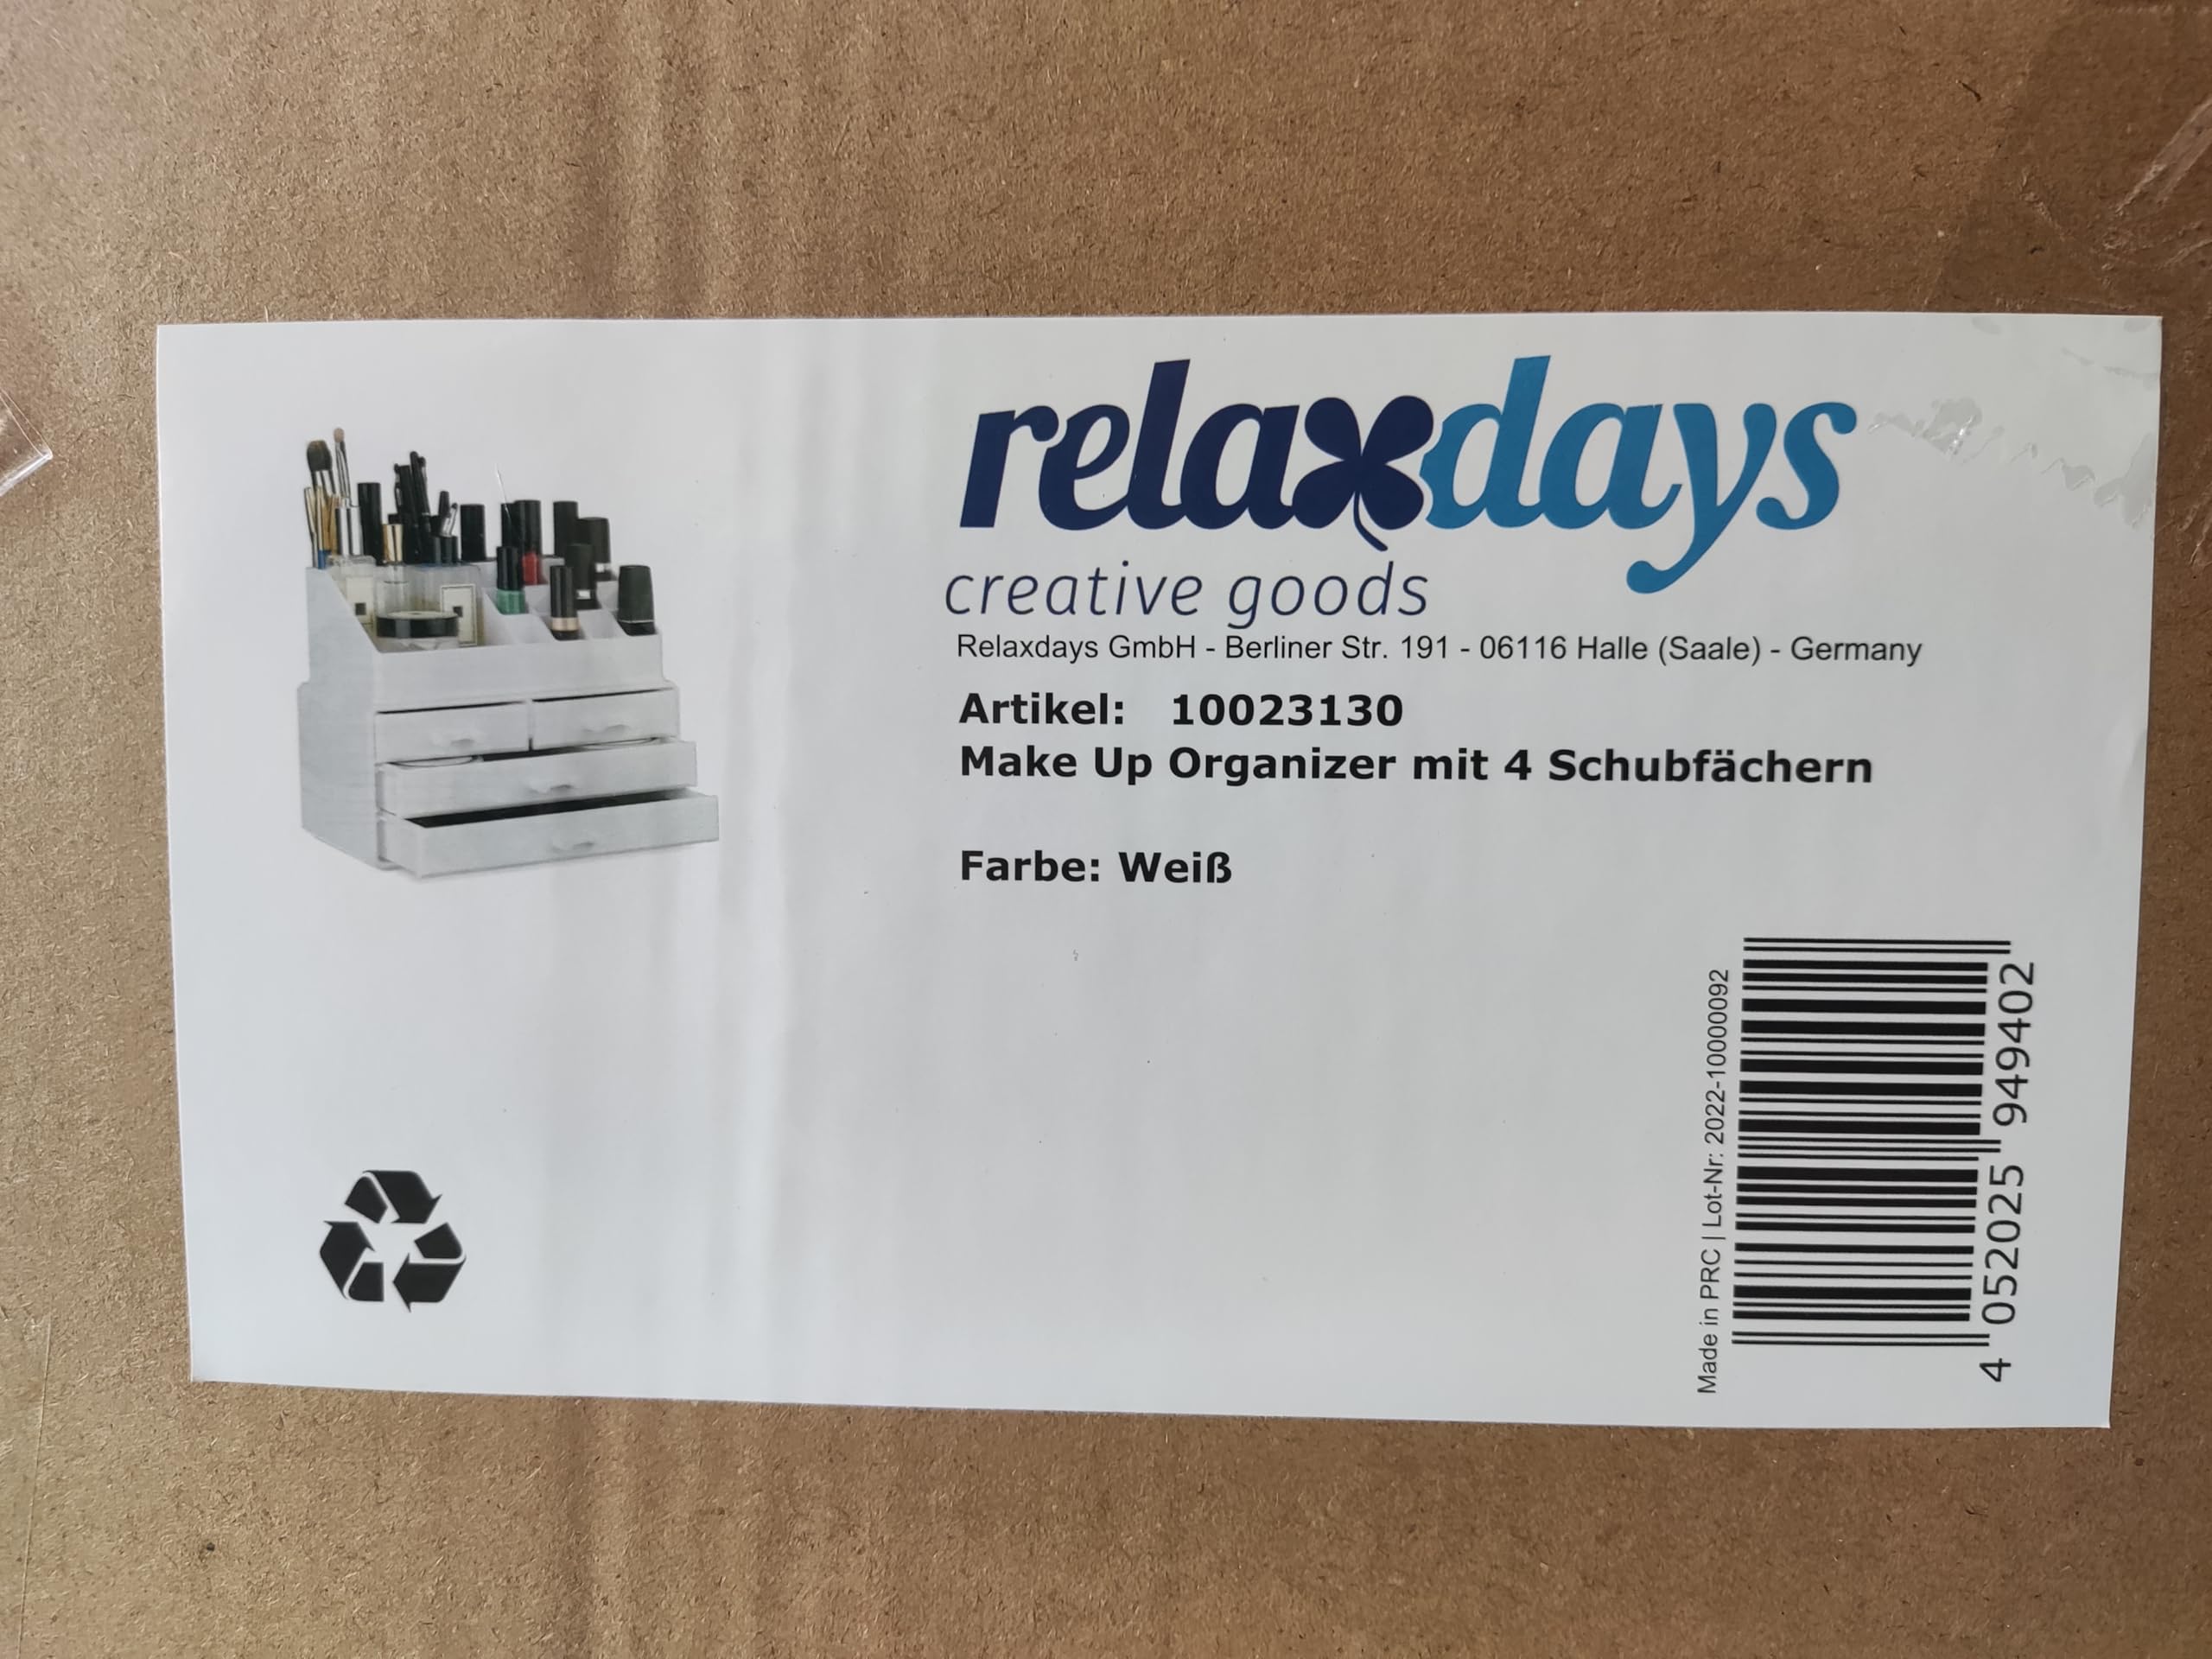 relaxdays
creative goods
Relaxdays GmbH - Berliner Str. 191 - 06116 Halle (Saale) - Germany
Artikel: 10023130
Make Up Organizer mit 4 Schubfächern
Farbe: Weiß
Made in PRC | Lot-Nr: 2022-10000092
4 052025 949402